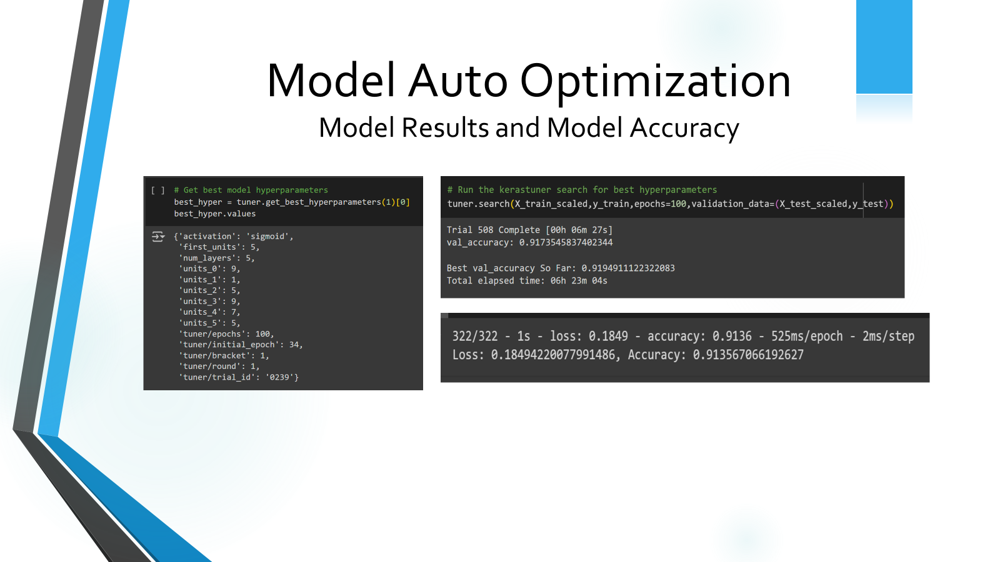 Model Auto Optimization
Model Results and Model Accuracy
[ ] # Get best model hyperparameters
best_hyper = tuner.get_best_hyperparameters(1)[0]
best_hyper.values
{'activation': 'sigmoid',
'first_units': 5,
'num_layers': 5,
'units_0': 9,
'units_1': 1,
'units_2': 5,
'units_3': 9,
'units_4': 7,
'units_5': 5,
'tuner/epochs': 100,
'tuner/initial_epoch': 34,
'tuner/bracket': 1,
'tuner/round': 1,
'tuner/trial_id': '0239'}
# Run the kerastuner search for best hyperparameters
tuner.search(X_train_scaled,y_train,epochs=100,validation_data=(X_test_scaled,y_test))
Trial 508 Complete [00h 06m 27s]
val_accuracy: 0.9173545837402344
Best val_accuracy So Far: 0.9194911122322083
Total elapsed time: 06h 23m 04s
322/322 - 1s - loss: 0.1849 - accuracy: 0.9136 - 525ms/epoch - 2ms/step
Loss: 0.18494220077991486, Accuracy: 0.913567066192627